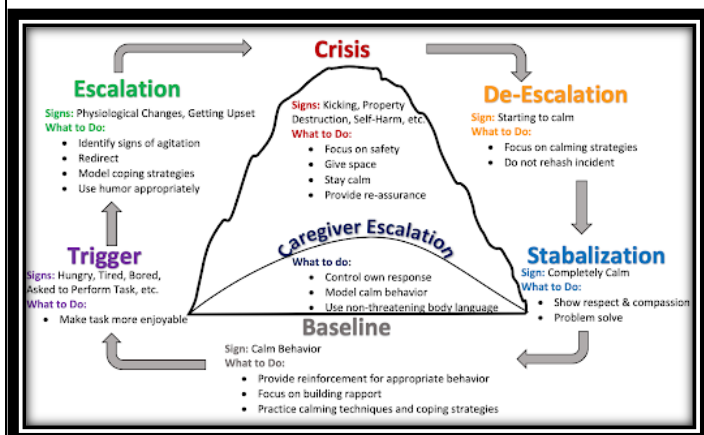 Crisis
Signs: Kicking, Property
Destruction, Self-Harm, etc.
What to Do:
• Focus on safety
• Give space
• Stay calm
• Provide re-assurance
Escalation
Signs: Physiological Changes, Getting Upset
What to Do:
• Identify signs of agitation
• Redirect
• Model coping strategies
• Use humor appropriately
De-Escalation
Sign: Starting to calm
What to Do:
• Focus on calming strategies
• Do not rehash incident
Trigger
Signs: Hungry, Tired, Bored,
Asked to Perform Task, etc.
What to Do:
• Make task more enjoyable
Caregiver Escalation
What to do:
• Control own response
• Model calm behavior
• Use non-threatening body language
Stabalization
Sign: Completely Calm
What to Do:
• Show respect & compassion
• Problem solve
Baseline
Sign: Calm Behavior
What to Do:
• Provide reinforcement for appropriate behavior
• Focus on building rapport
• Practice calming techniques and coping strategies